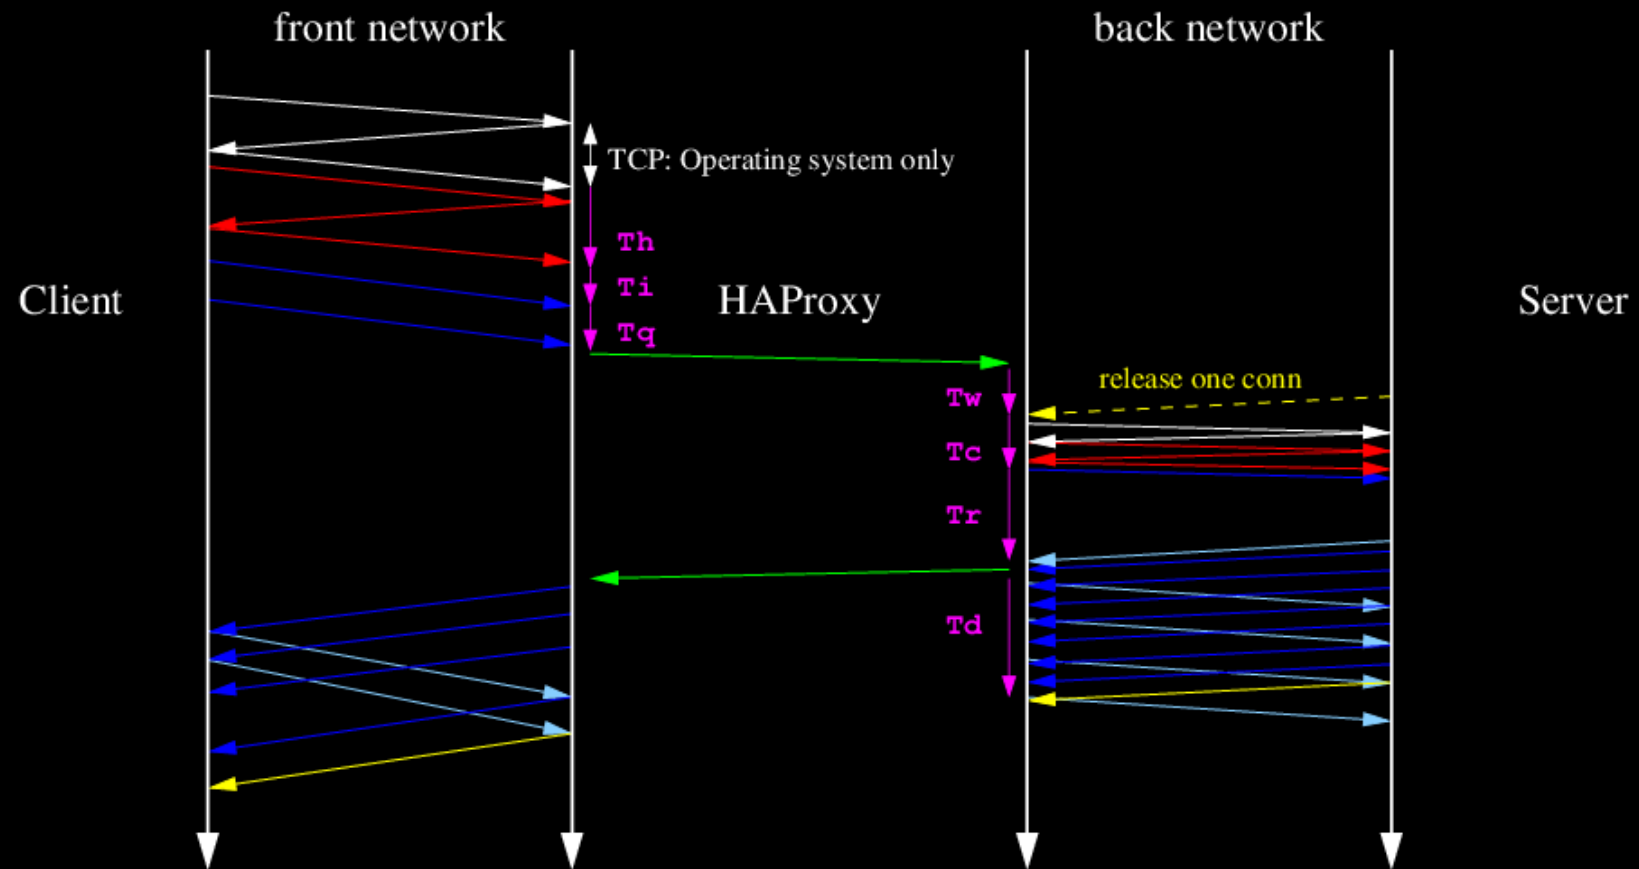 front network
back network
TCP: Operating system only
Th
Ti
Client
HAProxy
Server
Tq
release one conn
Tw
Tc
Tr
Td